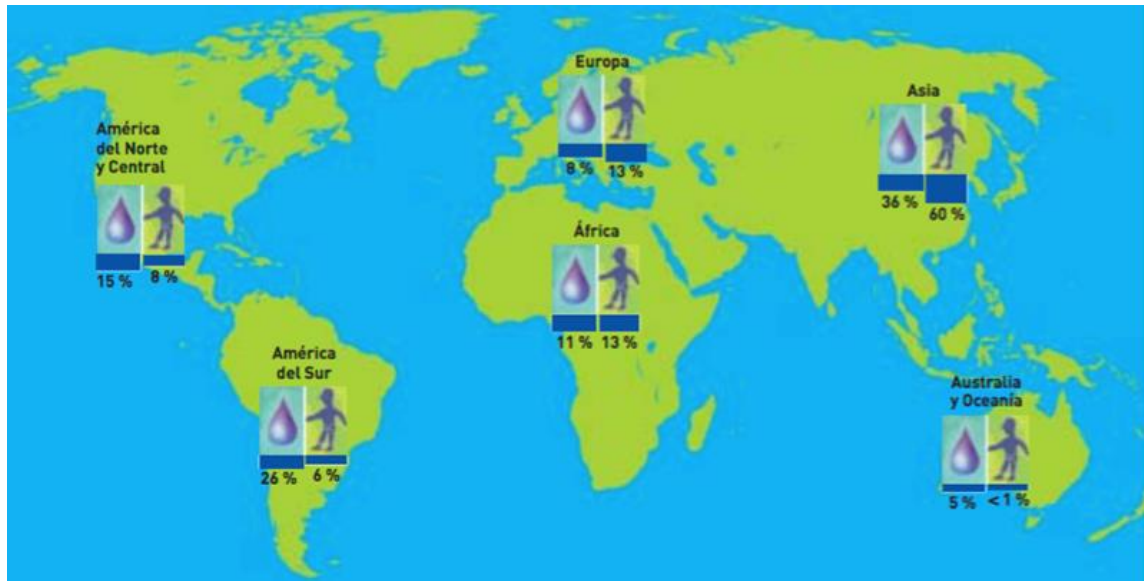 Europa
8 % 13 %
Asia
36 %
60 %
América
del Norte
y Central
15 % 8 %
África
11 % 13 %
América
del Sur
26 % 6 %
Australia
y Oceanía
5 % < 1 %